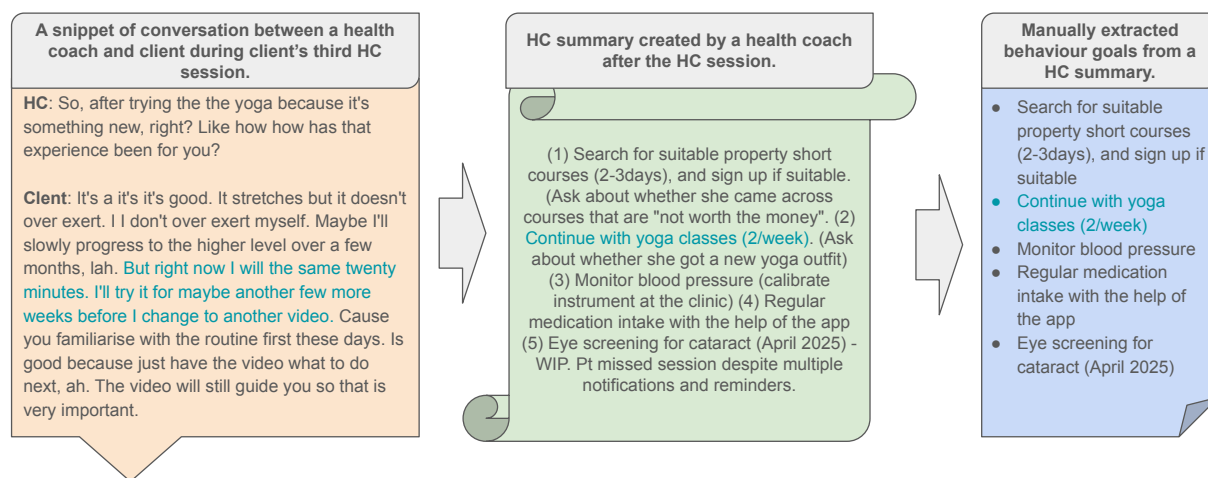 A snippet of conversation between a health
coach and client during client's third HC
session.
HC: So, after trying the the yoga because it's
something new, right? Like how how has that
experience been for you?
Clent: It's a it's it's good. It stretches but it doesn't
over exert. I I don't over exert myself. Maybe I'll
slowly progress to the higher level over a few
months, lah. But right now I will the same twenty
minutes. I'll try it for maybe another few more
weeks before I change to another video. Cause
you familiarise with the routine first these days. Is
good because just have the video what to do
next, ah. The video will still guide you so that is
very important.
HC summary created by a health coach
after the HC session.
(1) Search for suitable property short
courses (2-3days), and sign up if suitable.
(Ask about whether she came across
courses that are "not worth the money". (2)
Continue with yoga classes (2/week). (Ask
about whether she got a new yoga outfit)
(3) Monitor blood pressure (calibrate
instrument at the clinic) (4) Regular
medication intake with the help of the app
(5) Eye screening for cataract (April 2025) -
WIP. Pt missed session despite multiple
notifications and reminders.
Manually extracted
behaviour goals from a
HC summary.
● Search for suitable
property short courses
(2-3days), and sign up if
suitable
● Continue with yoga
classes (2/week)
● Monitor blood pressure
● Regular medication
intake with the help of
the app
● Eye screening for
cataract (April 2025)